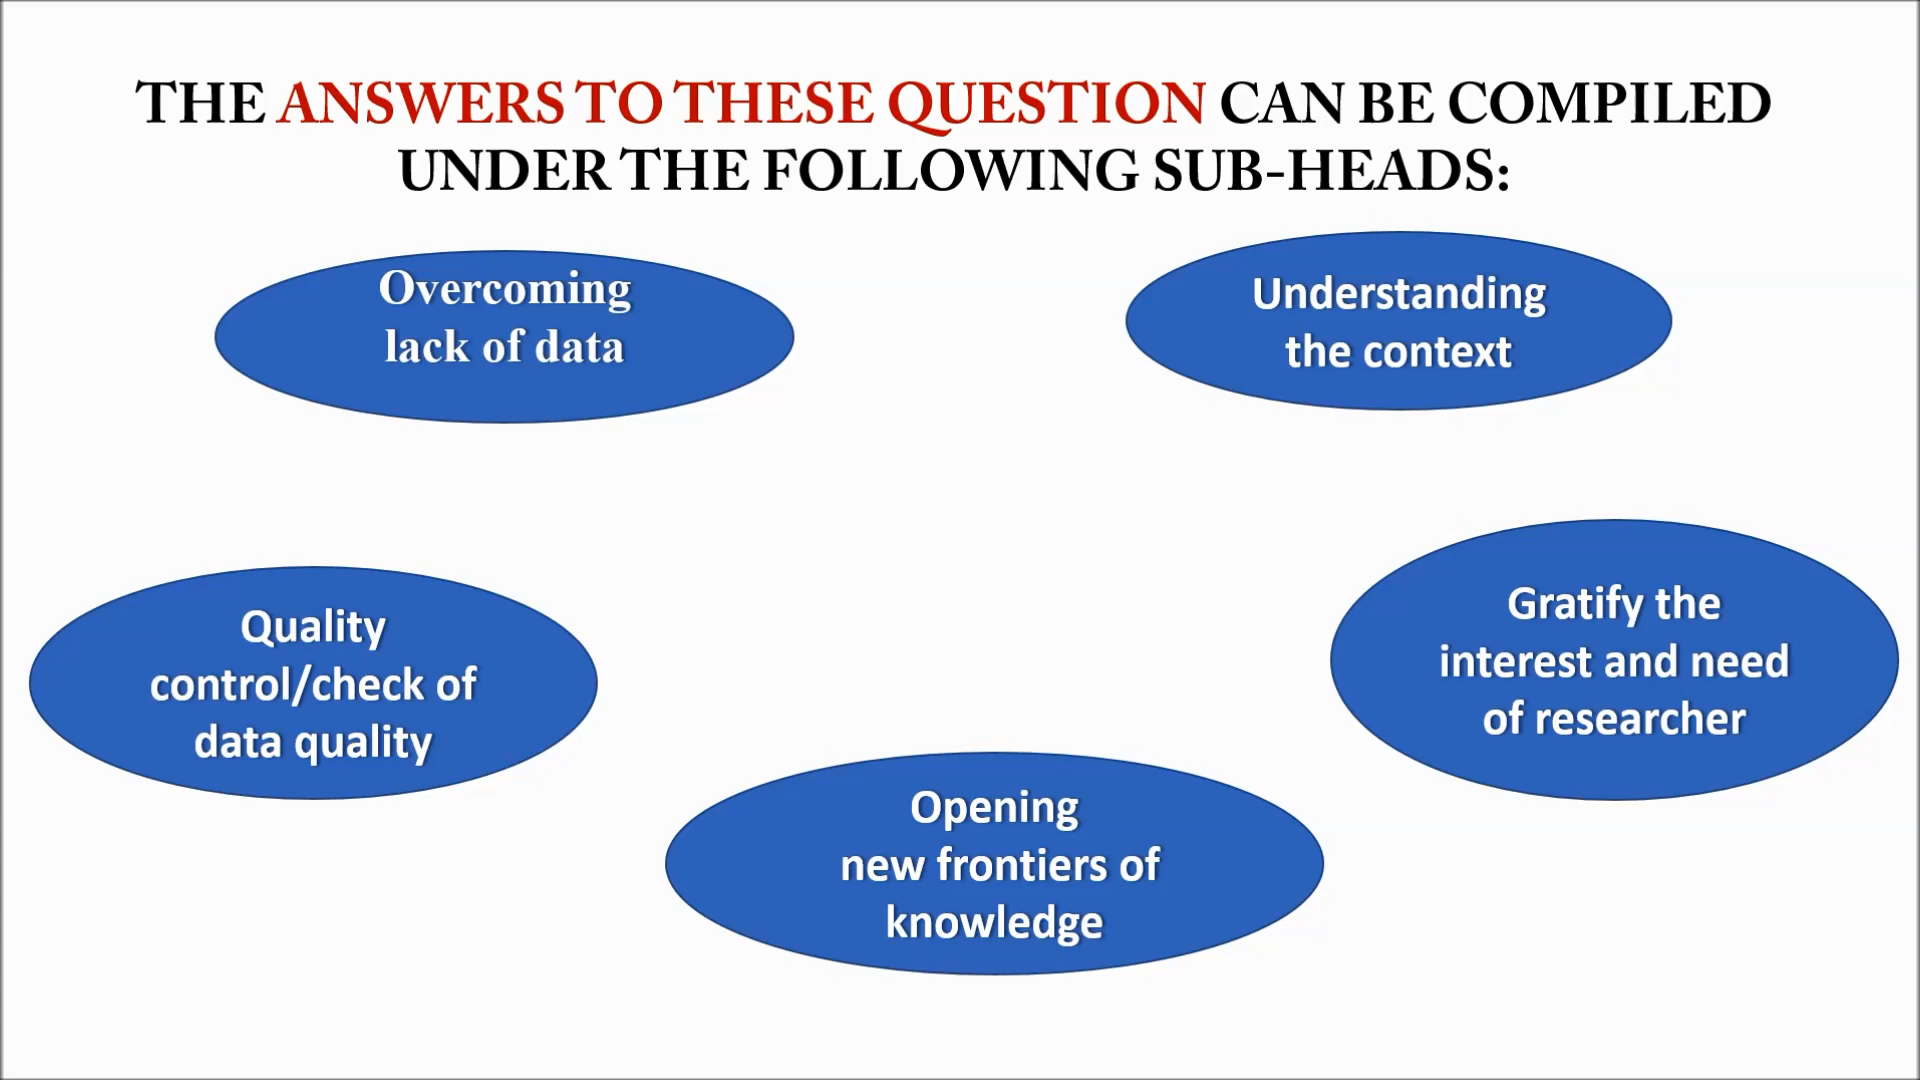 THE ANSWERS TO THESE QUESTION CAN BE COMPILED
UNDER THE FOLLOWING SUB-HEADS:
Overcoming
lack of data
Understanding
the context
Quality
control/check of
data quality
Gratify the
interest and need
of researcher
Opening
new frontiers of
knowledge